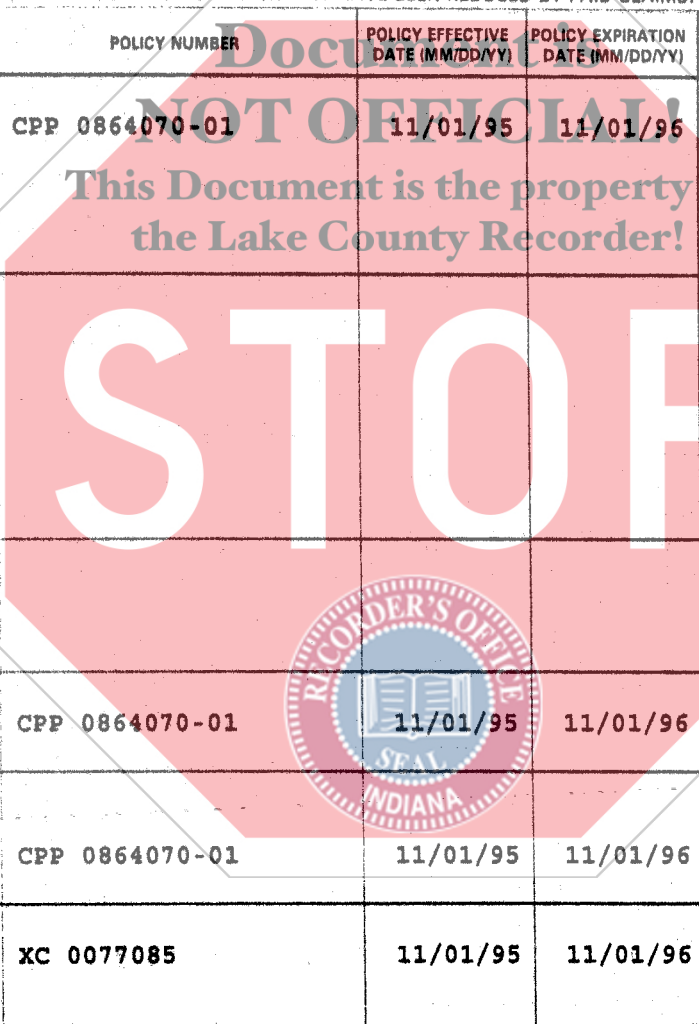 POLICY NUMBER POLICY EFFECTIVE DATE (MM/DD/YY) POLICY EXPIRATION DATE (MM/DD/YY)
Document is
NOT OFFICIAL!
This Document is the property
the Lake County Recorder!
CPP 0864070-01 11/01/95 11/01/96
STOP
RECORDER'S OFFICE
SEAL
INDIANA
CPP 0864070-01 11/01/95 11/01/96
CPP 0864070-01 11/01/95 11/01/96
XC 0077085 11/01/95 11/01/96